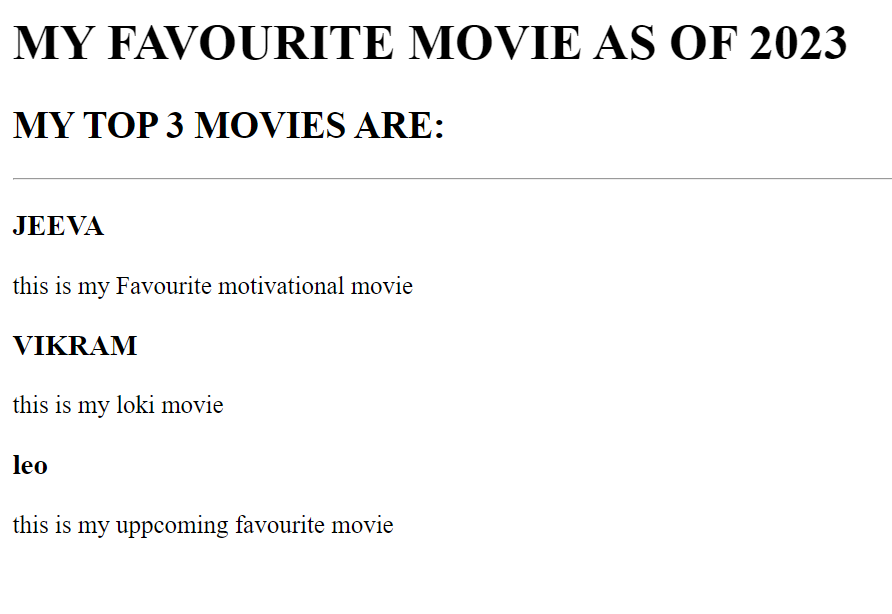 MY FAVOURITE MOVIE AS OF 2023
MY TOP 3 MOVIES ARE:
JEEVA
this is my Favourite motivational movie
VIKRAM
this is my loki movie
leo
this is my uppcoming favourite movie